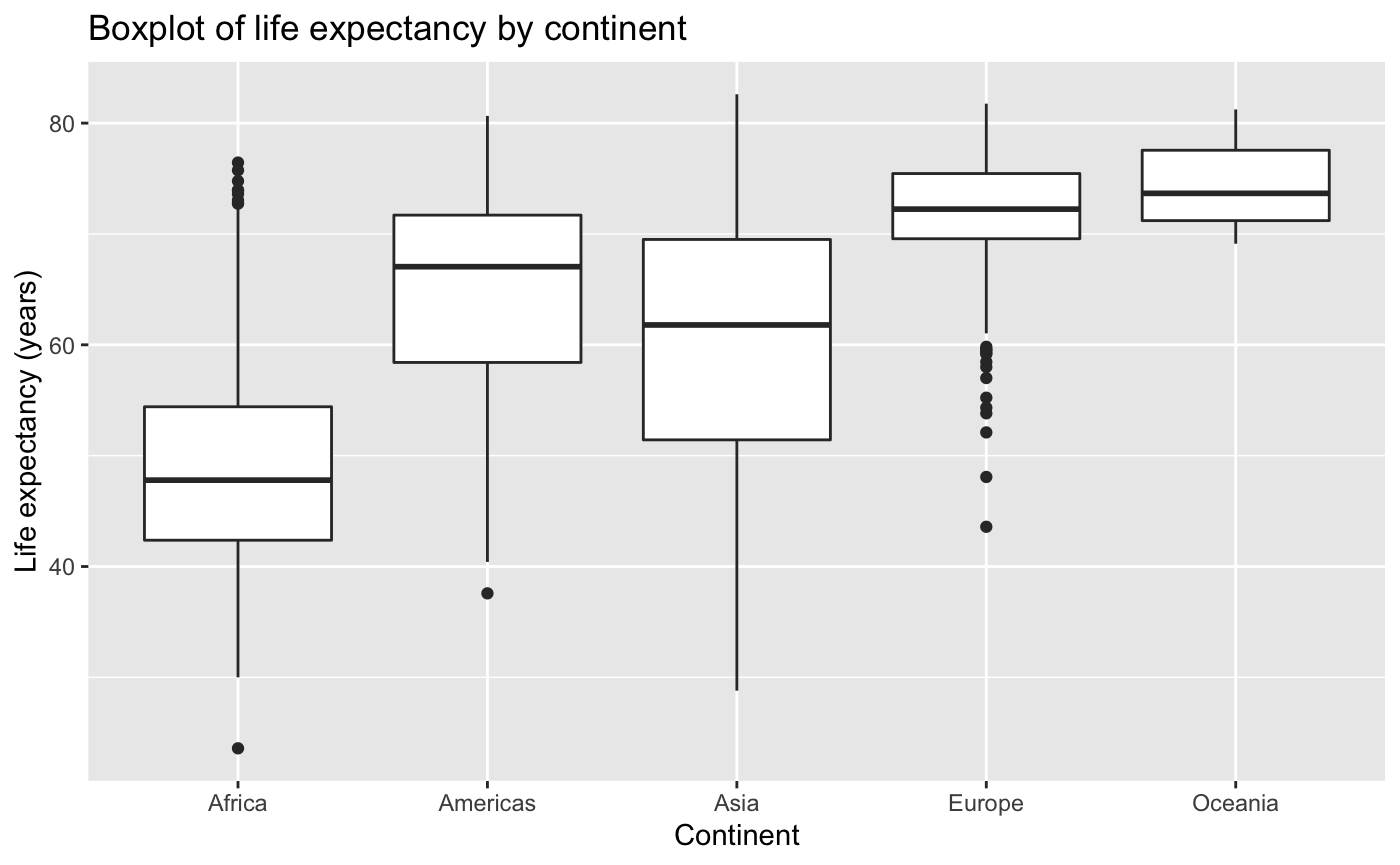 Boxplot of life expectancy by continent
Life expectancy (years)
80
60
40
Africa Americas Asia Europe Oceania
Continent